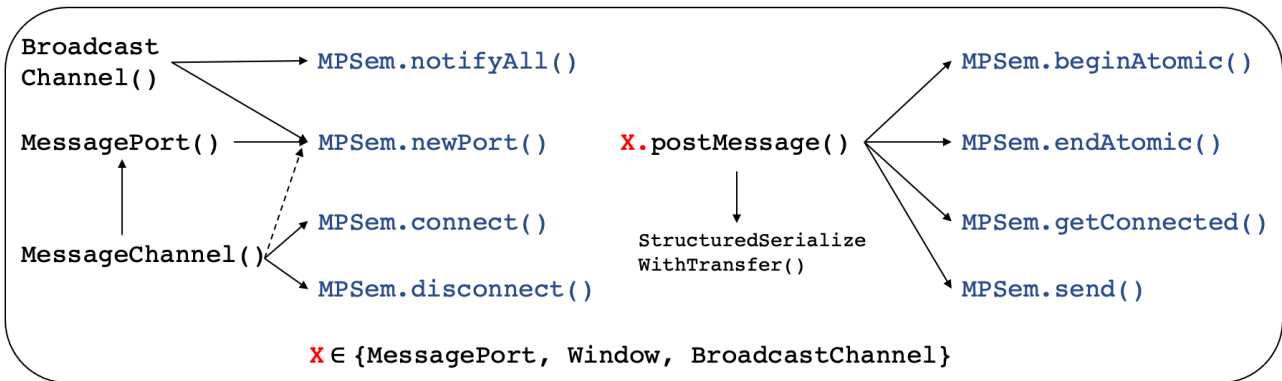 Broadcast
Channel()
MPSem.notifyAll()
MessagePort()
MPSem.newPort()
MPSem.connect()
MessageChannel()
MPSem.disconnect()
X.postMessage()
StructuredSerialize
WithTransfer()
MPSem.beginAtomic()
MPSem.endAtomic()
MPSem.getConnected()
MPSem.send()
X ∈ {MessagePort, Window, BroadcastChannel}